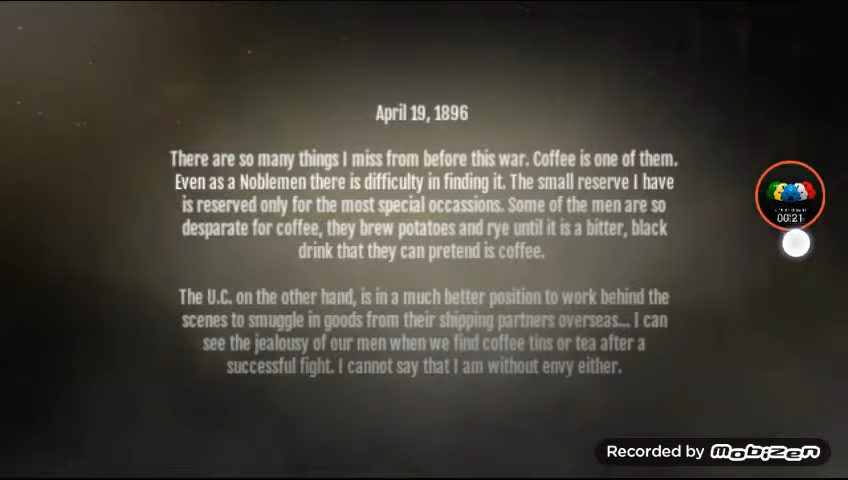 April 19, 1896
There are so many things I miss from before this war. Coffee is one of them.
Even as a Noblemen there is difficulty in finding it. The small reserve I have
is reserved only for the most special occassions. Some of the men are so
desparate for coffee, they brew potatoes and rye until it is a bitter, black
drink that they can pretend is coffee.
The U.C. on the other hand, is in a much better position to work behind the
scenes to smuggle in goods from their shipping partners overseas... I can
see the jealousy of our men when we find coffee tins or tea after a
successful fight. I cannot say that I am without envy either.
00:21
Recorded by Mobizen